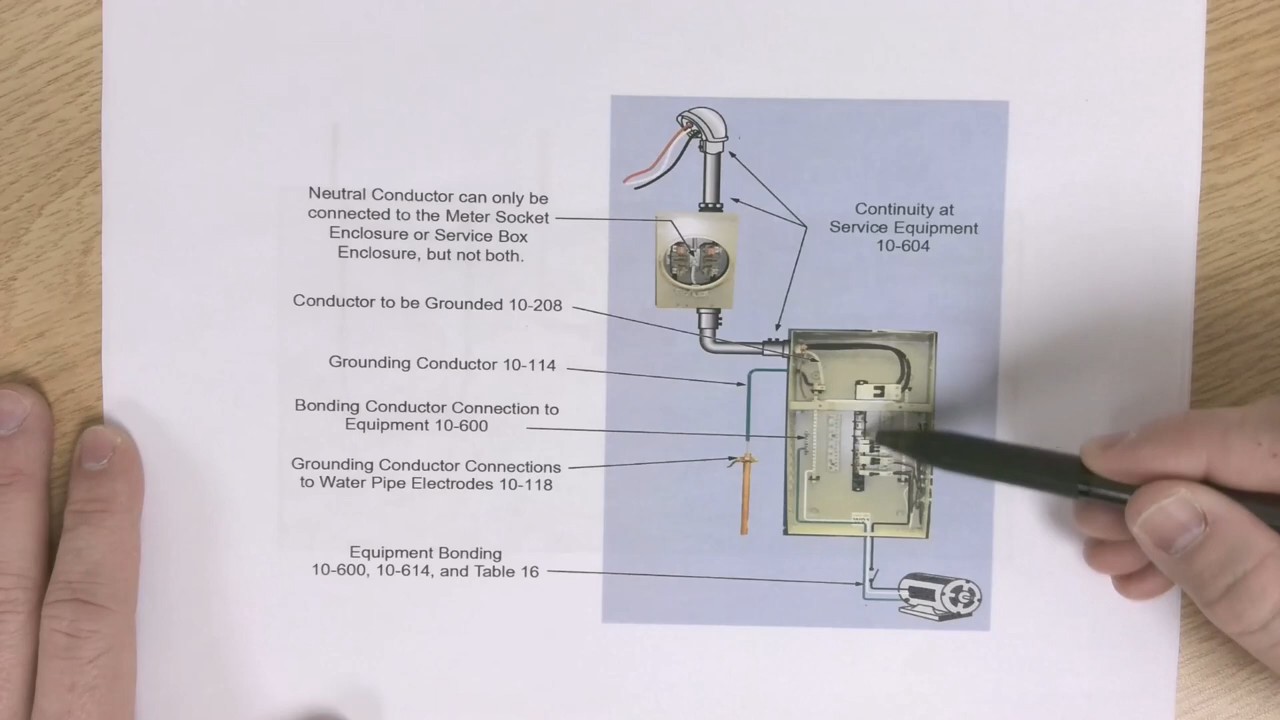 Neutral Conductor can only be
connected to the Meter Socket
Enclosure or Service Box
Enclosure, but not both.
Continuity at
Service Equipment
10-604
Conductor to be Grounded 10-208
Grounding Conductor 10-114
Bonding Conductor Connection to
Equipment 10-600
Grounding Conductor Connections
to Water Pipe Electrodes 10-118
Equipment Bonding
10-600, 10-614, and Table 16